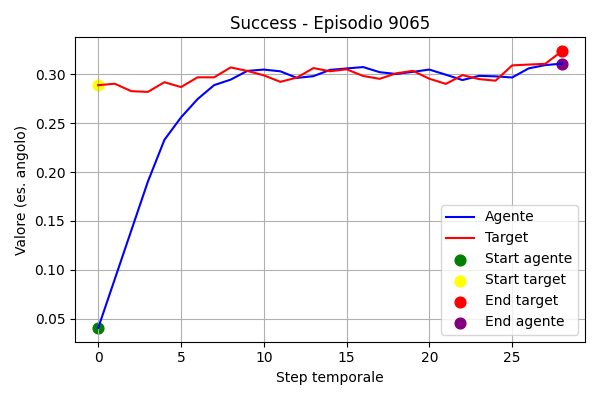 Success - Episodio 9065
Valore (es. angolo)
0.30
0.25
0.20
0.15
0.10
0.05
0 5 10 15 20 25
Step temporale
Agente
Target
Start agente
Start target
End target
End agente